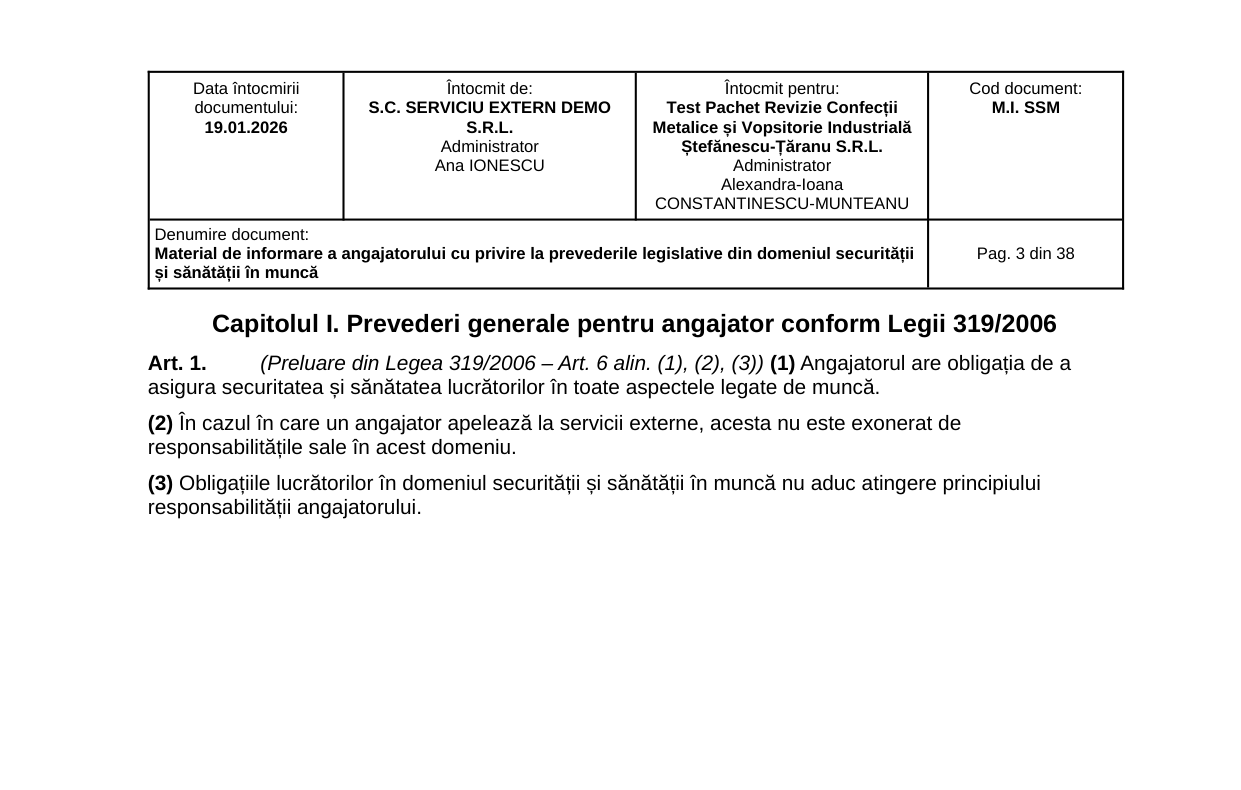 Data întocmirii
documentului:
19.01.2026
Întocmit de:
S.C. SERVICIU EXTERN DEMO
S.R.L.
Administrator
Ana IONESCU
Întocmit pentru:
Test Pachet Revizie Confecții
Metalice și Vopsitorie Industrială
Ștefănescu-Țăranu S.R.L.
Administrator
Alexandra-Ioana
CONSTANTINESCU-MUNTEANU
Cod document:
M.I. SSM
Denumire document:
Material de informare a angajatorului cu privire la prevederile legislative din domeniul securității
și sănătății în muncă
Pag. 3 din 38
Capitolul I. Prevederi generale pentru angajator conform Legii 319/2006
Art. 1. (Preluare din Legea 319/2006 – Art. 6 alin. (1), (2), (3)) (1) Angajatorul are obligația de a
asigura securitatea și sănătatea lucrătorilor în toate aspectele legate de muncă.
(2) În cazul în care un angajator apelează la servicii externe, acesta nu este exonerat de
responsabilitățile sale în acest domeniu.
(3) Obligațiile lucrătorilor în domeniul securității și sănătății în muncă nu aduc atingere principiului
responsabilității angajatorului.